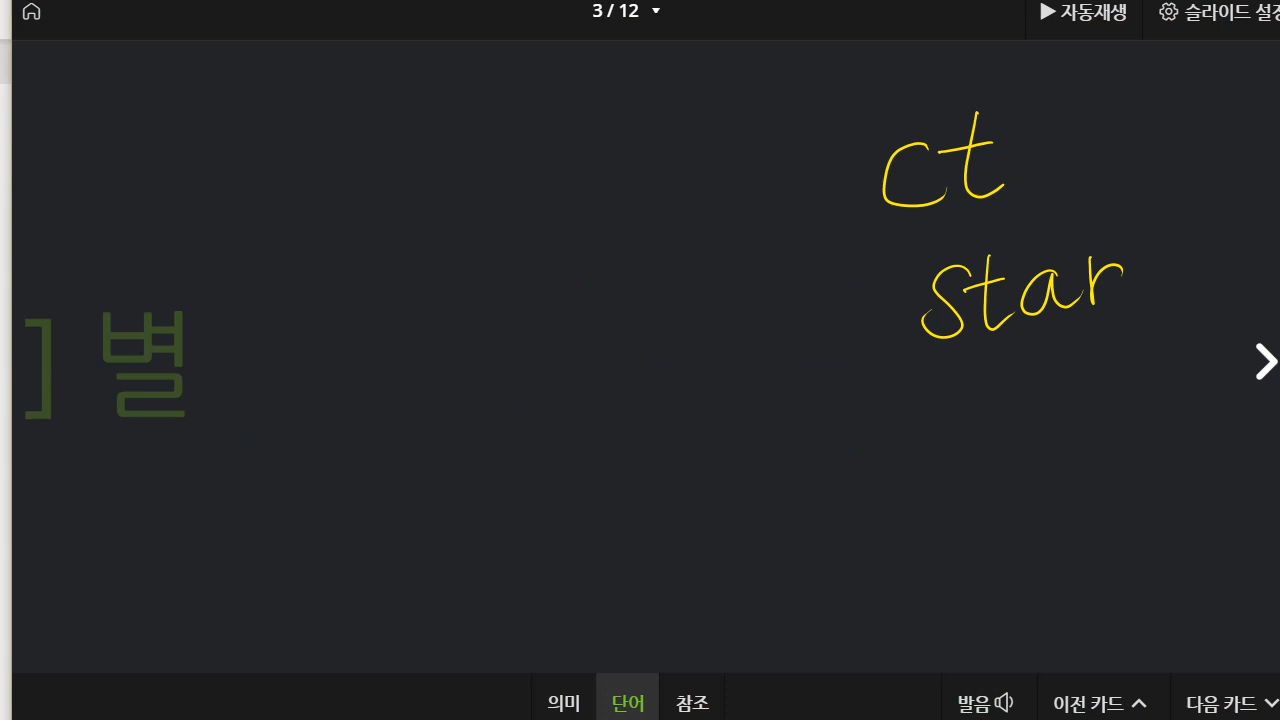 3 / 12
자동재생
슬라이드 설정
ct
star
] 별
의미
단어
참조
발음
이전 카드
다음 카드